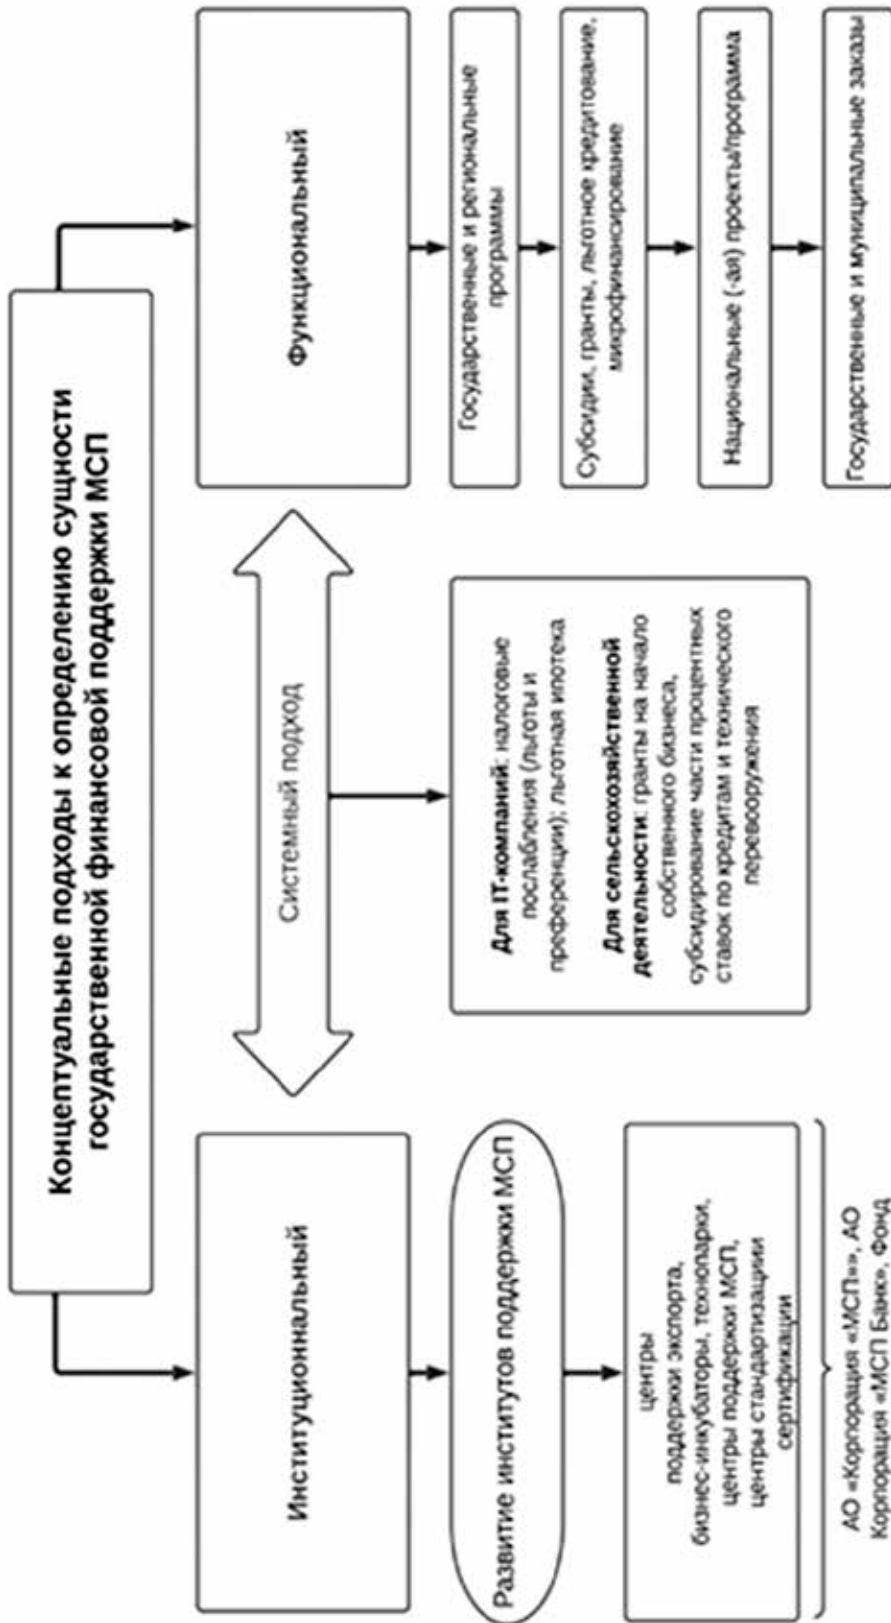 Концептуальные подходы к определению сущности
государственной финансовой поддержки МСП
Институциональный
Системный подход
Функциональный
Развитие институтов поддержки МСП
центры
поддержки экспорта,
бизнес-инкубаторы, технопарки,
центры поддержки МСП,
центры стандартизации
сертификации
АО «Корпорация «МСП»», АО
Корпорация «МСП Банк», Фонд
Для IT-компаний: налоговые
послабления (льготы и
преференции); льготная ипотека
Для сельскохозяйственной
деятельности: гранты на начало
собственного бизнеса,
субсидирование части процентных
ставок по кредитам и технического
перевооружения
Государственные и региональные
программы
Субсидии, гранты, льготное кредитование,
микрофинансирование
Национальные (-ая) проекты/программа
Государственные и муниципальные заказы